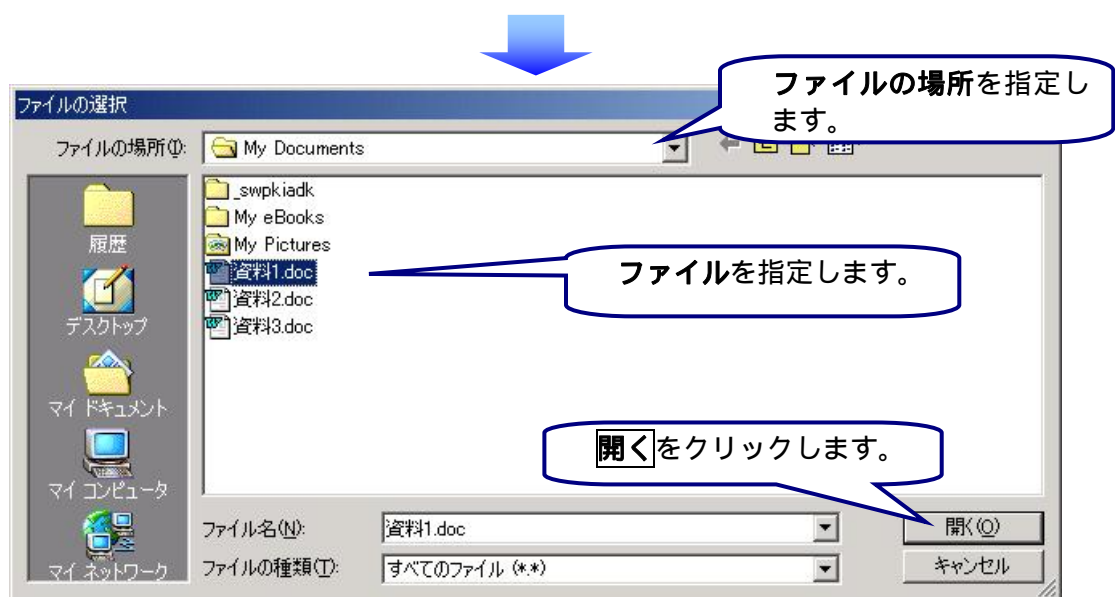 ファイルの場所を指定し
ます。
ファイルの選択
ファイルの場所(I):
My Documents
_swpkiadk
My eBooks
My Pictures
資料1.doc
資料2.doc
資料3.doc
ファイルを指定します。
履歴
デスクトップ
マイ ドキュメント
マイ コンピュータ
マイ ネットワーク
開くをクリックします。
ファイル名(N):
資料1.doc
開く(O)
ファイルの種類(T):
すべてのファイル (*.*)
キャンセル